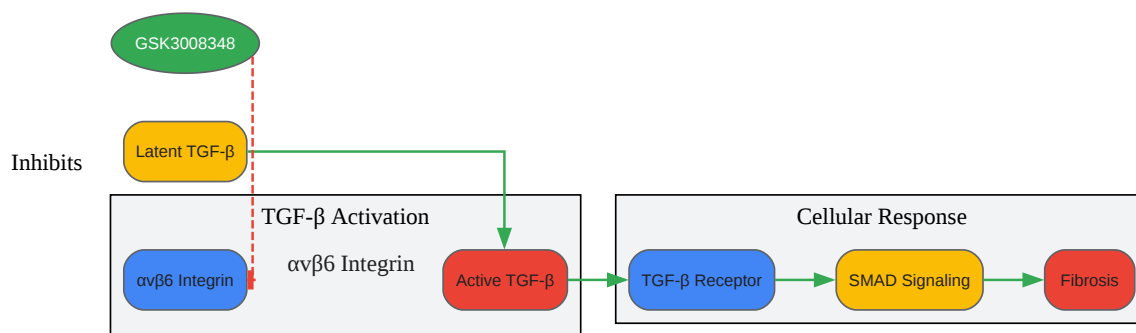 GSK3008348
Latent TGF-β
Inhibits
TGF-β Activation
Cellular Response
αvβ6 Integrin
αvβ6 Integrin
Active TGF-β
TGF-β Receptor
SMAD Signaling
Fibrosis